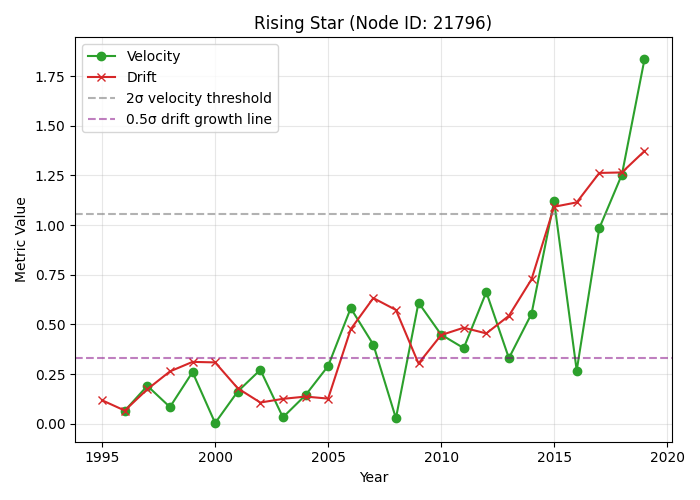 Rising Star (Node ID: 21796)
Velocity
Drift
2σ velocity threshold
0.5σ drift growth line
Metric Value
1.75
1.50
1.25
1.00
0.75
0.50
0.25
0.00
1995
2000
2005
2010
2015
2020
Year